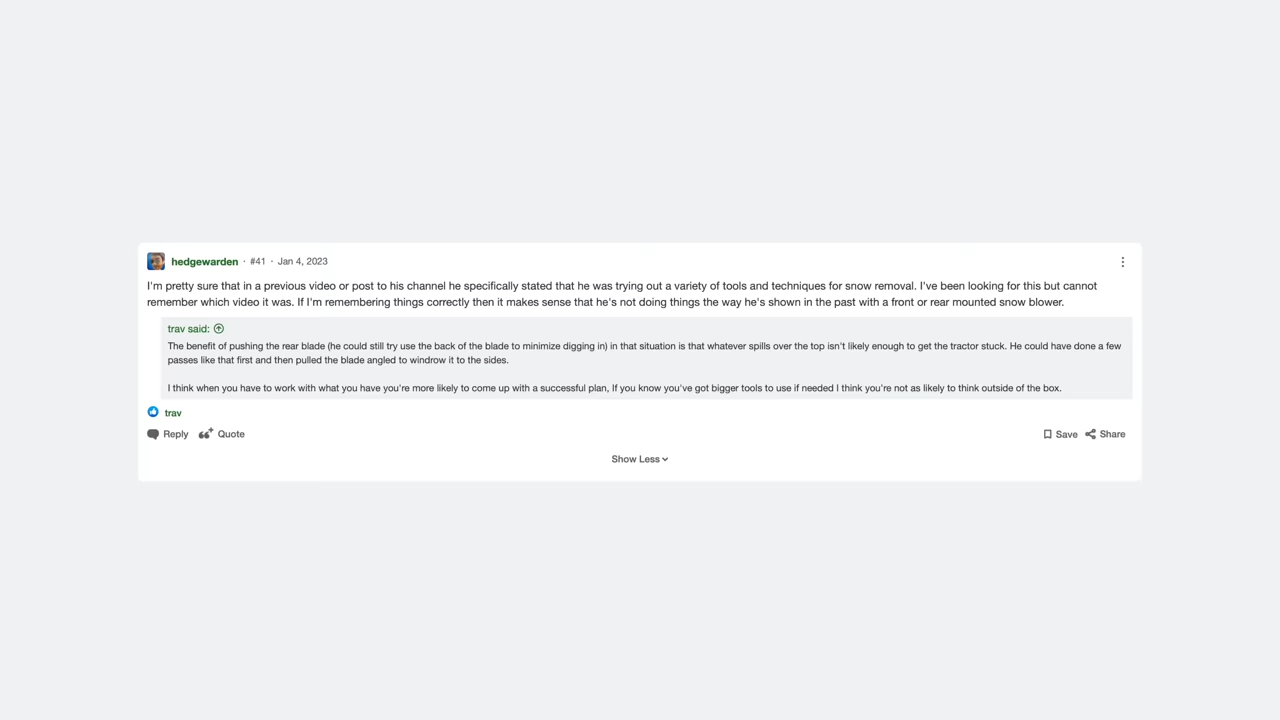 hedgewarden · #41 · Jan 4, 2023
I'm pretty sure that in a previous video or post to his channel he specifically stated that he was trying out a variety of tools and techniques for snow removal. I've been looking for this but cannot
remember which video it was. If I'm remembering things correctly then it makes sense that he's not doing things the way he's shown in the past with a front or rear mounted snow blower.
trav said:
The benefit of pushing the rear blade (he could still try use the back of the blade to minimize digging in) in that situation is that whatever spills over the top isn't likely enough to get the tractor stuck. He could have done a few
passes like that first and then pulled the blade angled to windrow it to the sides.
I think when you have to work with what you have you're more likely to come up with a successful plan, If you know you've got bigger tools to use if needed I think you're not as likely to think outside of the box.
trav
Reply Quote Save Share
Show Less